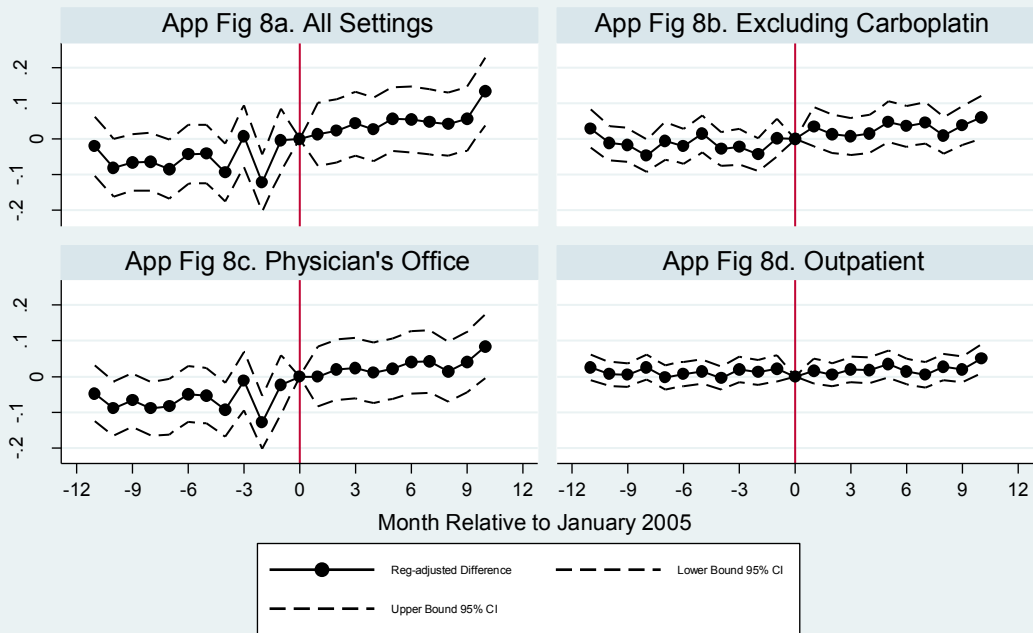 App Fig 8a. All Settings
App Fig 8b. Excluding Carboplatin
.2
.1
0
-.1
-.2
App Fig 8c. Physician's Office
App Fig 8d. Outpatient
.2
.1
0
-.1
-.2
-12 -9 -6 -3 0 3 6 9 12
-12 -9 -6 -3 0 3 6 9 12
Month Relative to January 2005
Reg-adjusted Difference
Lower Bound 95% CI
Upper Bound 95% CI